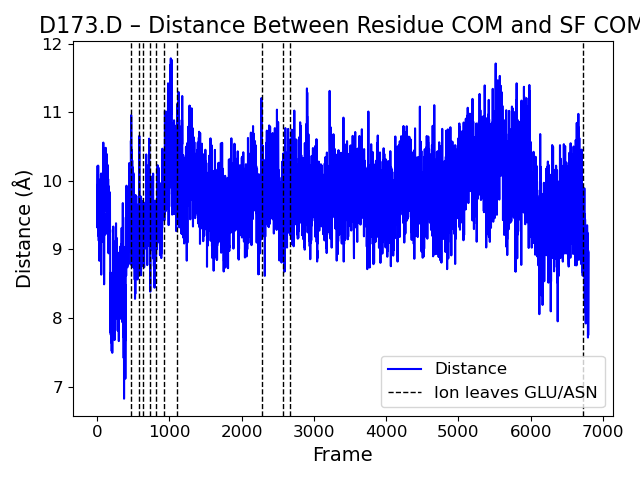 D173.D – Distance Between Residue COM and SF COM
12
11
10
9
8
7
Distance (Å)
0 1000 2000 3000 4000 5000 6000 7000
Frame
Distance
Ion leaves GLU/ASN